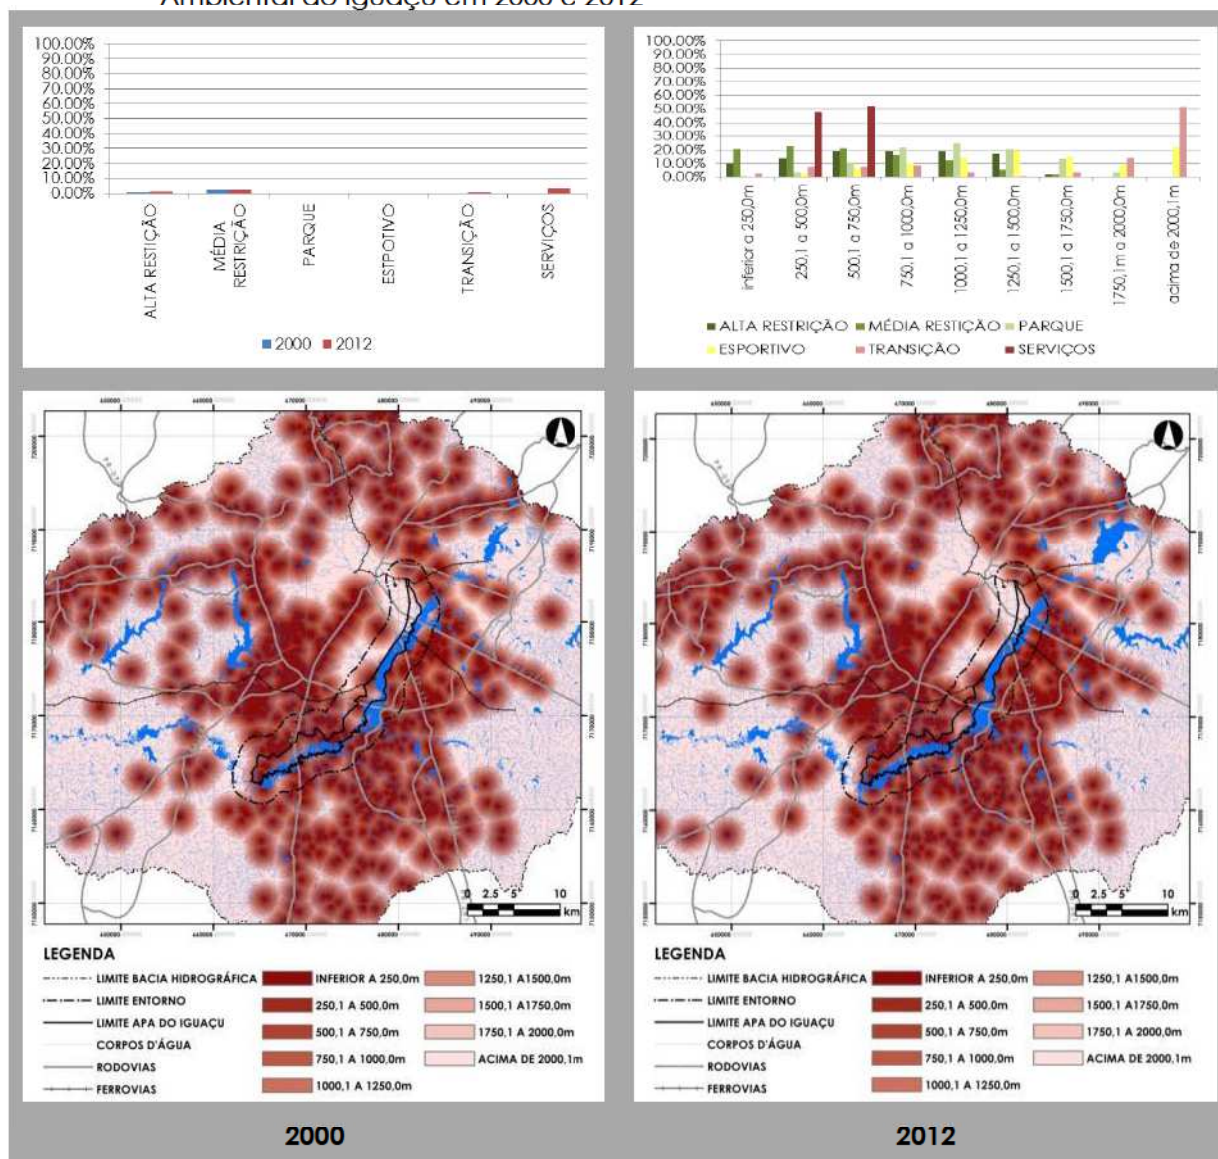 Ambiental do Iguaçu em 2000 e 2012
100.00%
90.00%
80.00%
70.00%
60.00%
50.00%
40.00%
30.00%
20.00%
10.00%
0.00%
ALTA RESTIÇÃO
MÉDIA
RESTRIÇÃO
PARQUE
ESTPOTIVO
TRANSIÇÃO
SERVIÇOS
2000 2012
100.00%
90.00%
80.00%
70.00%
60.00%
50.00%
40.00%
30.00%
20.00%
10.00%
0.00%
inferior a 250,0m
250,1 a 500,0m
500,1 a 750,0m
750,1 a 1000,0m
1000,1 a 1250,0m
1250,1 a 1500,0m
1500,1 a 1750,0m
1750,1m a 2000,0m
acima de 2000,1m
ALTA RESTRIÇÃO MÉDIA RESTIÇÃO PARQUE
ESPORTIVO TRANSIÇÃO SERVIÇOS
0 2.5 5 10
km
LEGENDA
LIMITE BACIA HIDROGRÁFICA INFERIOR A 250,0m 1250,1 A1500,0m
LIMITE ENTORNO 250,1 A 500,0m 1500,1 A1750,0m
LIMITE APA DO IGUAÇU 500,1 A 750,0m 1750,1 A 2000,0m
CORPOS D'ÁGUA 750,1 A 1000,0m ACIMA DE 2000,1m
RODOVIAS
FERROVIAS 1000,1 A 1250,0m
2000
0 2.5 5 10
km
LEGENDA
LIMITE BACIA HIDROGRÁFICA INFERIOR A 250,0m 1250,1 A1500,0m
LIMITE ENTORNO 250,1 A 500,0m 1500,1 A1750,0m
LIMITE APA DO IGUAÇU 500,1 A 750,0m 1750,1 A 2000,0m
CORPOS D'ÁGUA 750,1 A 1000,0m ACIMA DE 2000,1m
RODOVIAS
FERROVIAS 1000,1 A 1250,0m
2012